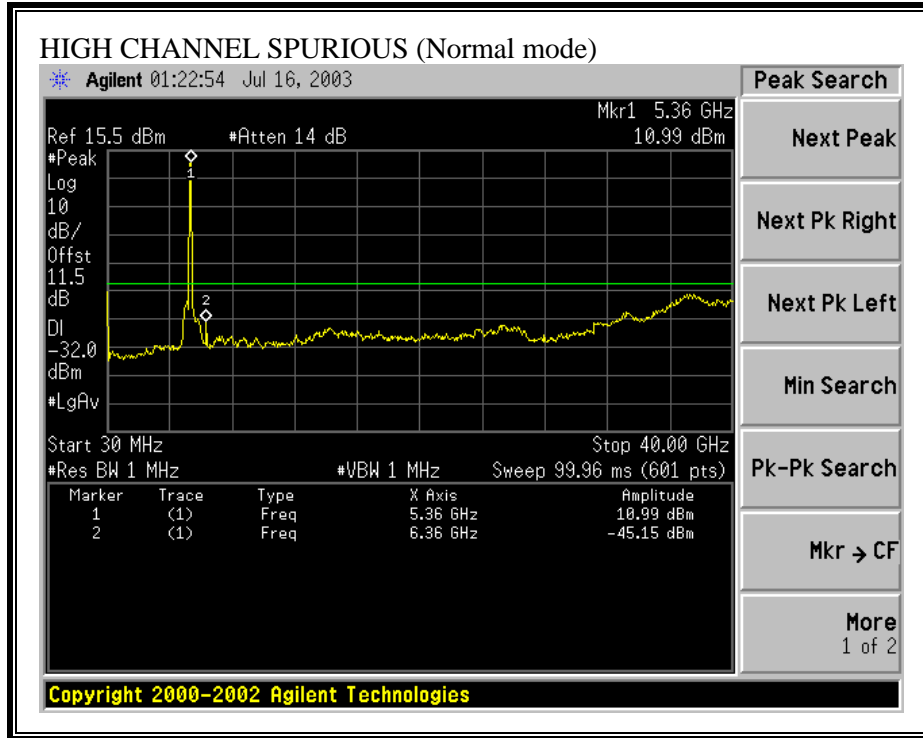 HIGH CHANNEL SPURIOUS (Normal mode)
Agilent 01:22:54 Jul 16, 2003
Peak Search
Mkr1 5.36 GHz
Ref 15.5 dBm #Atten 14 dB 10.99 dBm
#Peak
Log
10
dB/
Offst
11.5
dB
DI
-32.0
dBm
#LgAv
1
2
Start 30 MHz Stop 40.00 GHz
#Res BW 1 MHz #VBW 1 MHz Sweep 99.96 ms (601 pts)
Marker Trace Type X Axis Amplitude
1 (1) Freq 5.36 GHz 10.99 dBm
2 (1) Freq 6.36 GHz -45.15 dBm
Next Peak
Next Pk Right
Next Pk Left
Min Search
Pk-Pk Search
Mkr → CF
More
1 of 2
Copyright 2000-2002 Agilent Technologies